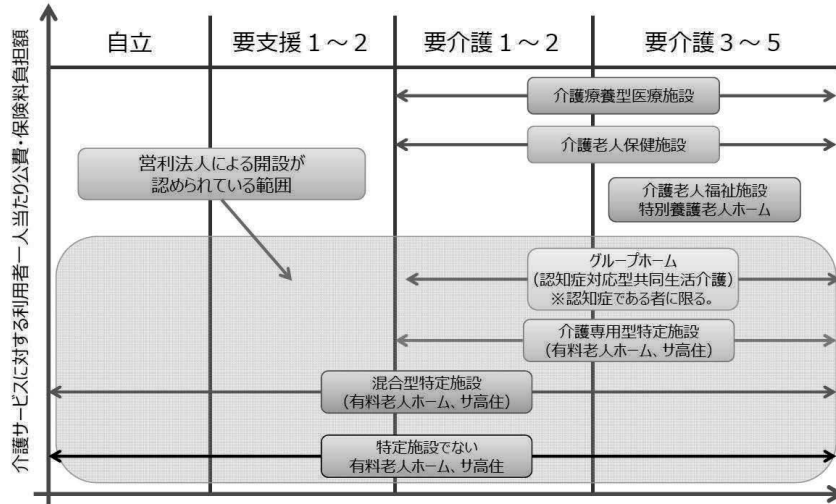 介護サービスに対する利用者一人当たり公費・保険料負担額
自立
要支援１～２
要介護１～２
要介護３～５
介護療養型医療施設
介護老人保健施設
営利法人による開設が
認められている範囲
介護老人福祉施設
特別養護老人ホーム
グループホーム
(認知症対応型共同生活介護)
※認知症である者に限る。
介護専用型特定施設
(有料老人ホーム、サ高住)
混合型特定施設
(有料老人ホーム、サ高住)
特定施設でない
有料老人ホーム、サ高住